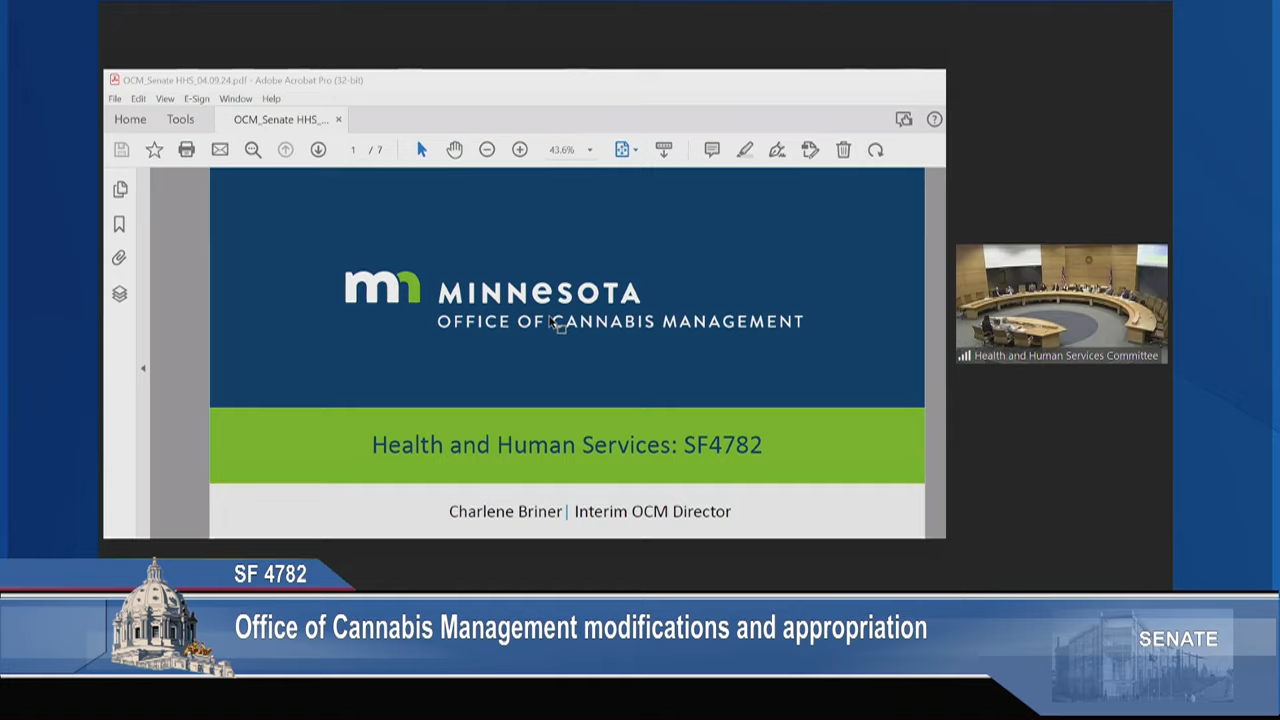 OCM_Senate HHS_04.09.24.pdf - Adobe Acrobat Pro (32-bit)
File Edit View E-Sign Window Help
Home Tools OCM_Senate HHS_... ×
1 / 7 43.6%
mn MINNESOTA
OFFICE OF CANNABIS MANAGEMENT
Health and Human Services: SF4782
Charlene Briner| Interim OCM Director
Health and Human Services Committee
SF 4782
Office of Cannabis Management modifications and appropriation
SENATE